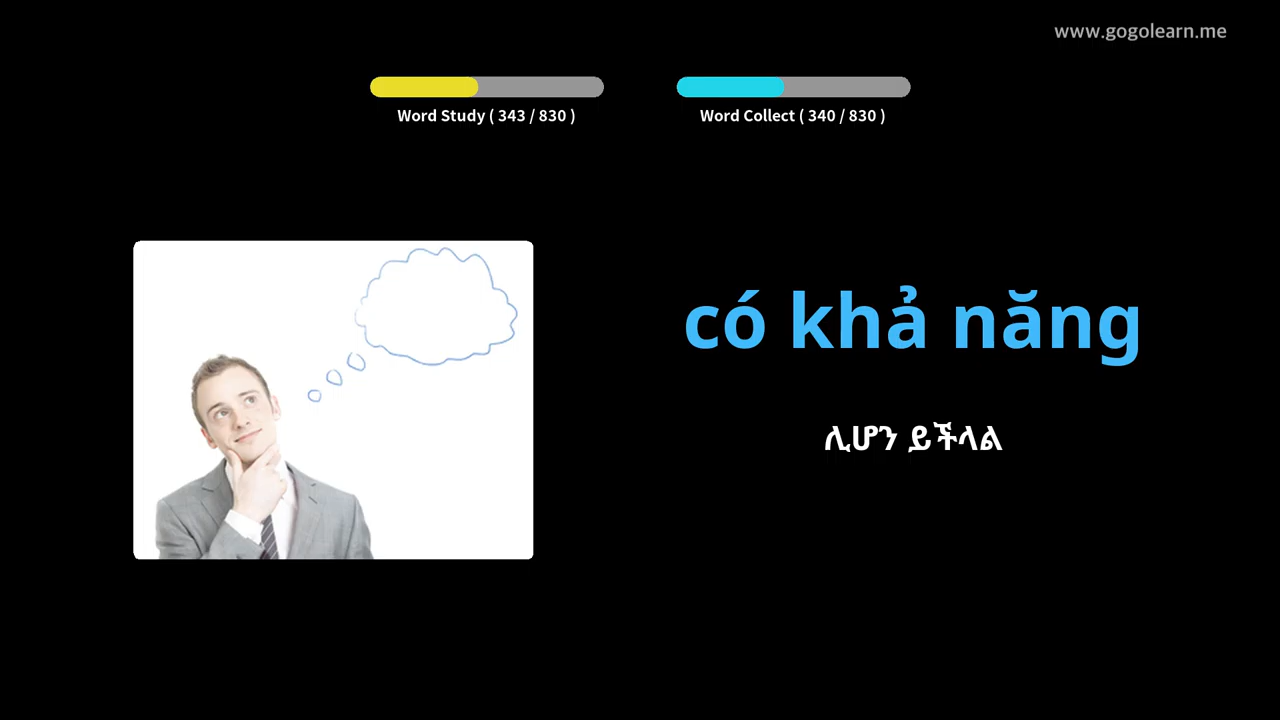 www.gogolearn.me
Word Study ( 343 / 830 )
Word Collect ( 340 / 830 )
có khả năng
ሊሆን ይችላል